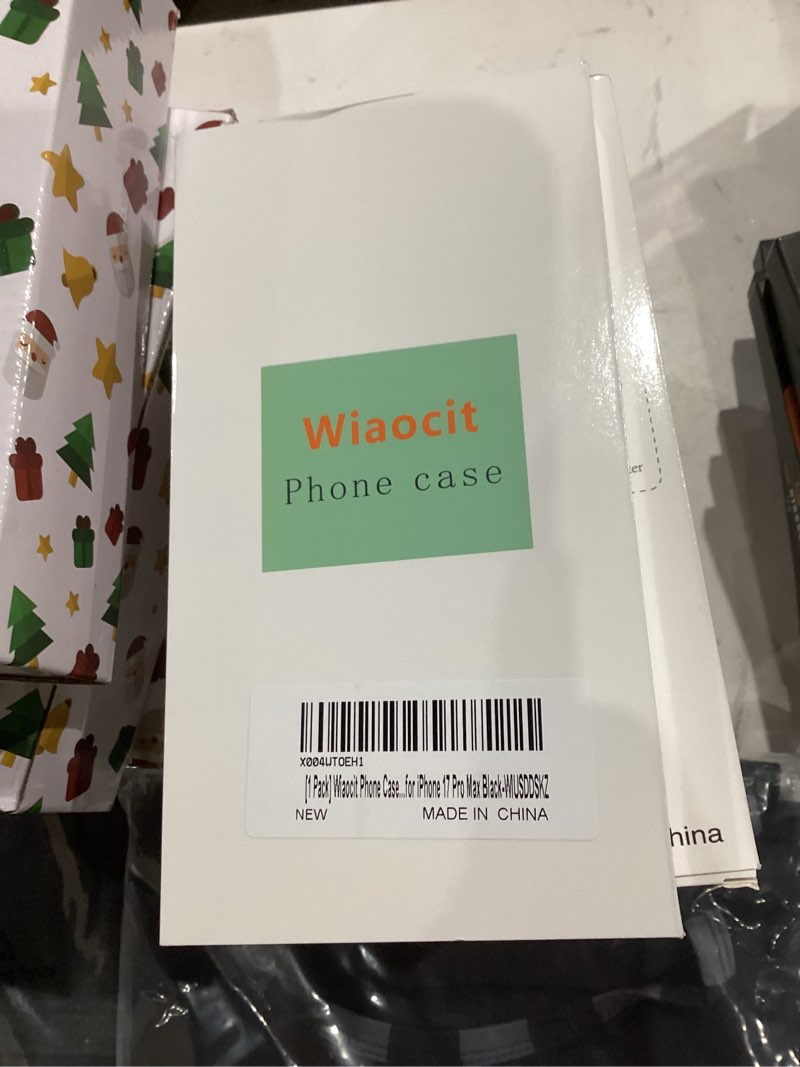 Wiaocit
Phone case
er
X004UTOEH1
[1 Pack] Wiaocit Phone Case...for iPhone 17 Pro Max Black-WIUSDDSKZ
NEW MADE IN CHINA
hina